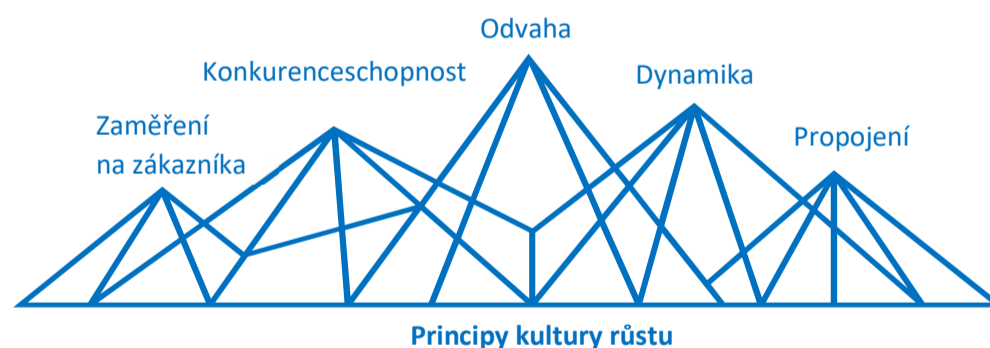 Odvaha
Konkurenceschopnost
Dynamika
Zaměření
na zákazníka
Propojení
Principy kultury růstu